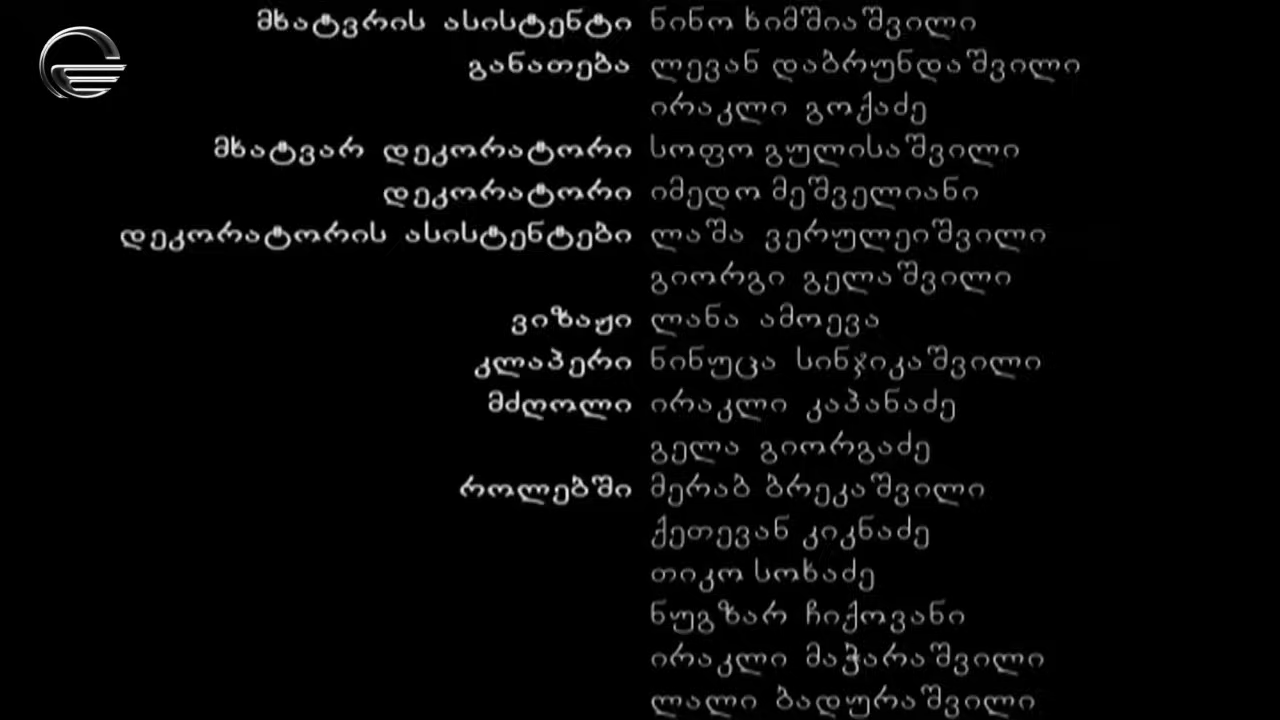 მხატვრის ასისტენტი ნინო ხიმშიაშვილი
განათება ლევან დაბრუნდაშვილი
ირაკლი გოქაძე
მხატვარ დეკორატორი სოფო გულისაშვილი
დეკორატორი იმედო მეშველიანი
დეკორატორის ასისტენტები ლაშა ვერულეიშვილი
გიორგი გელაშვილი
ვიზაჟი ლანა ამოევა
კლაპერი ნინუცა სინჯიკაშვილი
მძღოლი ირაკლი კაპანაძე
გელა გიორგაძე
როლებში მერაბ ბრეკაშვილი
ქეთევან კიკნაძე
თიკო სოხაძე
ნუგზარ ჩიქოვანი
ირაკლი მაჭარაშვილი
ლალი ბადურაშვილი